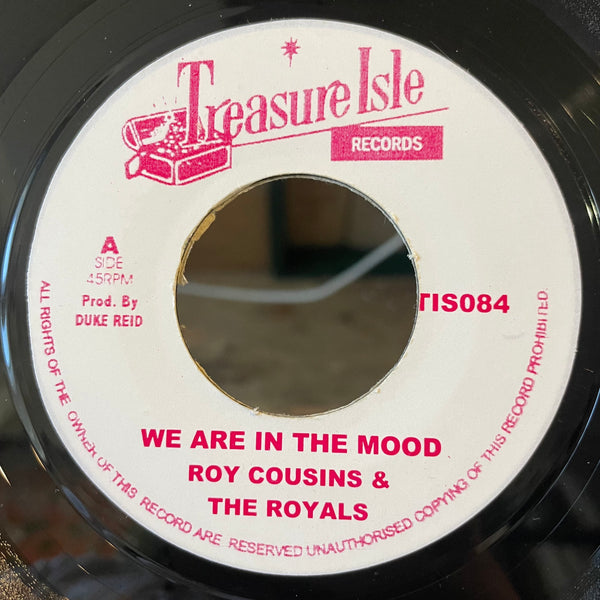 Treasure Isle
RECORDS
A
SIDE
45RPM
Prod. By
DUKE REID
TIS084
WE ARE IN THE MOOD
ROY COUSINS &
THE ROYALS
ALL RIGHTS OF THE OWNER OF THIS RECORD ARE RESERVED UNAUTHORISED COPYING OF THIS RECORD PROHIBITED.